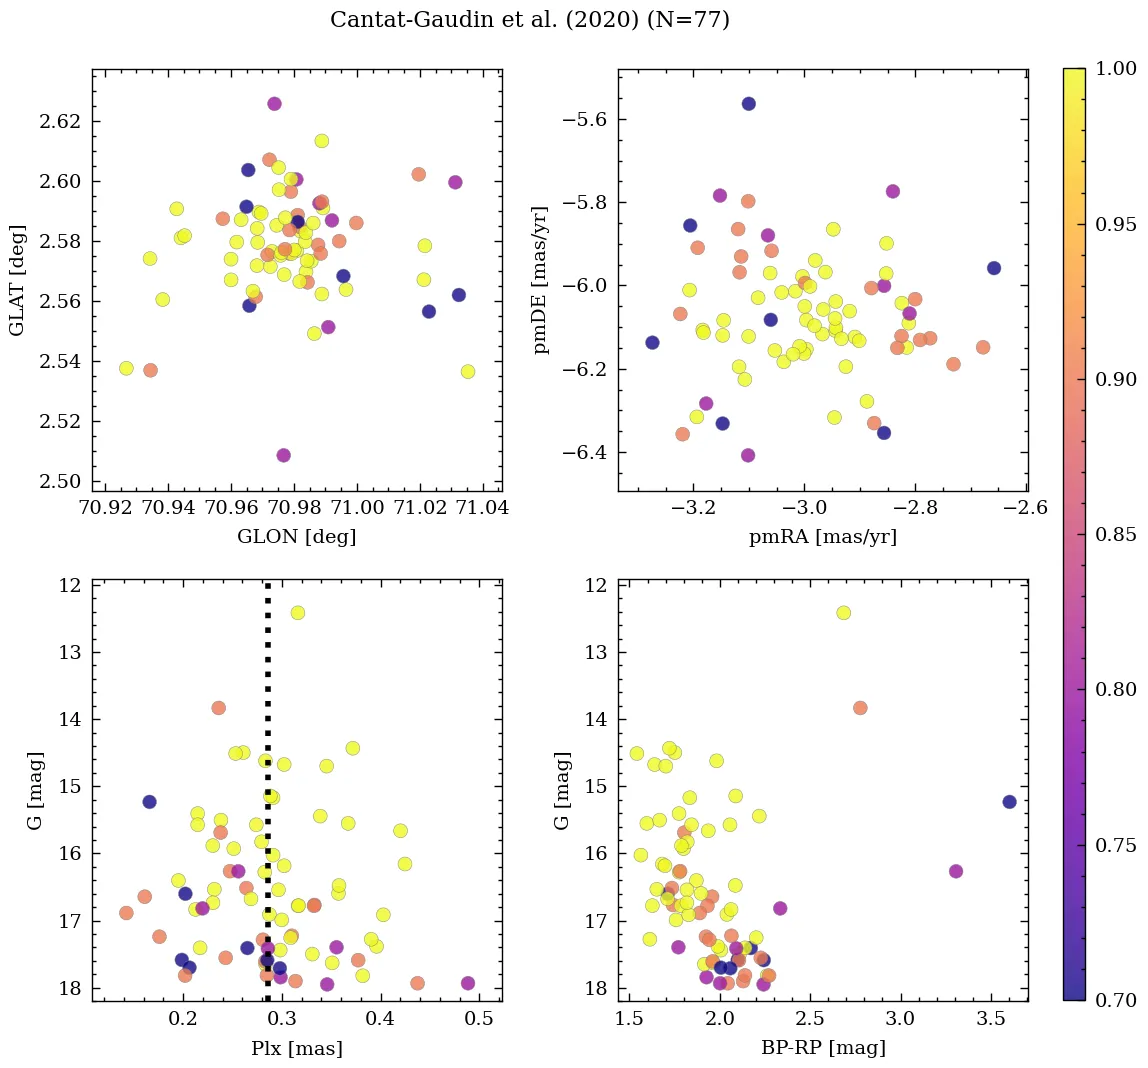 Cantat-Gaudin et al. (2020) (N=77)
2.62
2.60
2.58
2.56
2.54
2.52
2.50
GLAT [deg]
70.92 70.94 70.96 70.98 71.00 71.02 71.04
GLON [deg]
−5.6
−5.8
−6.0
−6.2
−6.4
pmDE [mas/yr]
−3.2 −3.0 −2.8 −2.6
pmRA [mas/yr]
12
13
14
15
16
17
18
G [mag]
0.2 0.3 0.4 0.5
Plx [mas]
12
13
14
15
16
17
18
G [mag]
1.5 2.0 2.5 3.0 3.5
BP-RP [mag]
1.00
0.95
0.90
0.85
0.80
0.75
0.70